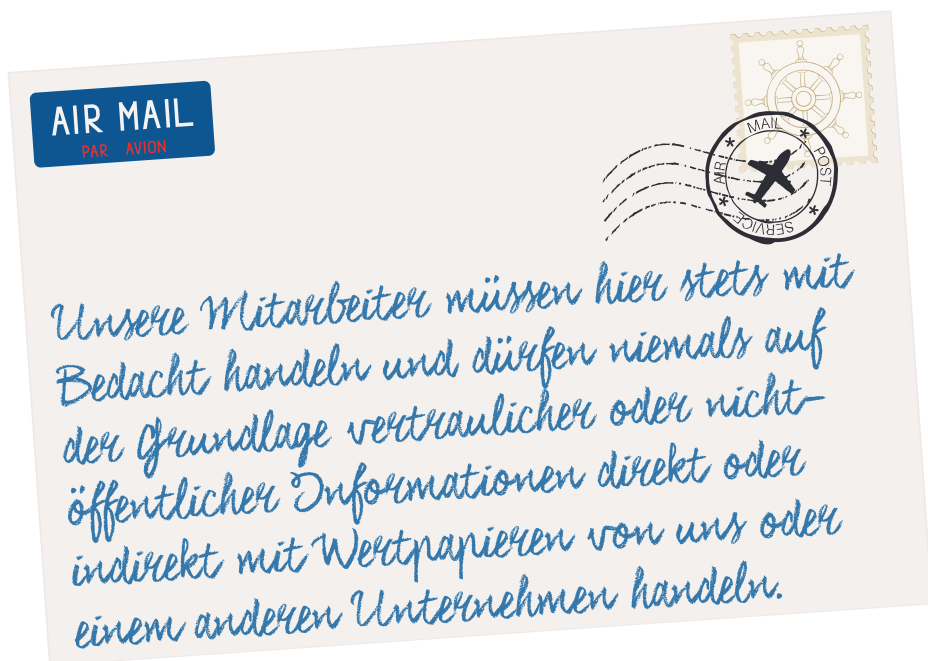 AIR MAIL
PAR AVION
AIR MAIL POST SERVICE
Unsere Mitarbeiter müssen hier stets mit
Bedacht handeln und dürfen niemals auf
der Grundlage vertraulicher oder nicht-
öffentlicher Informationen direkt oder
indirekt mit Wertpapieren von uns oder
einem anderen Unternehmen handeln.